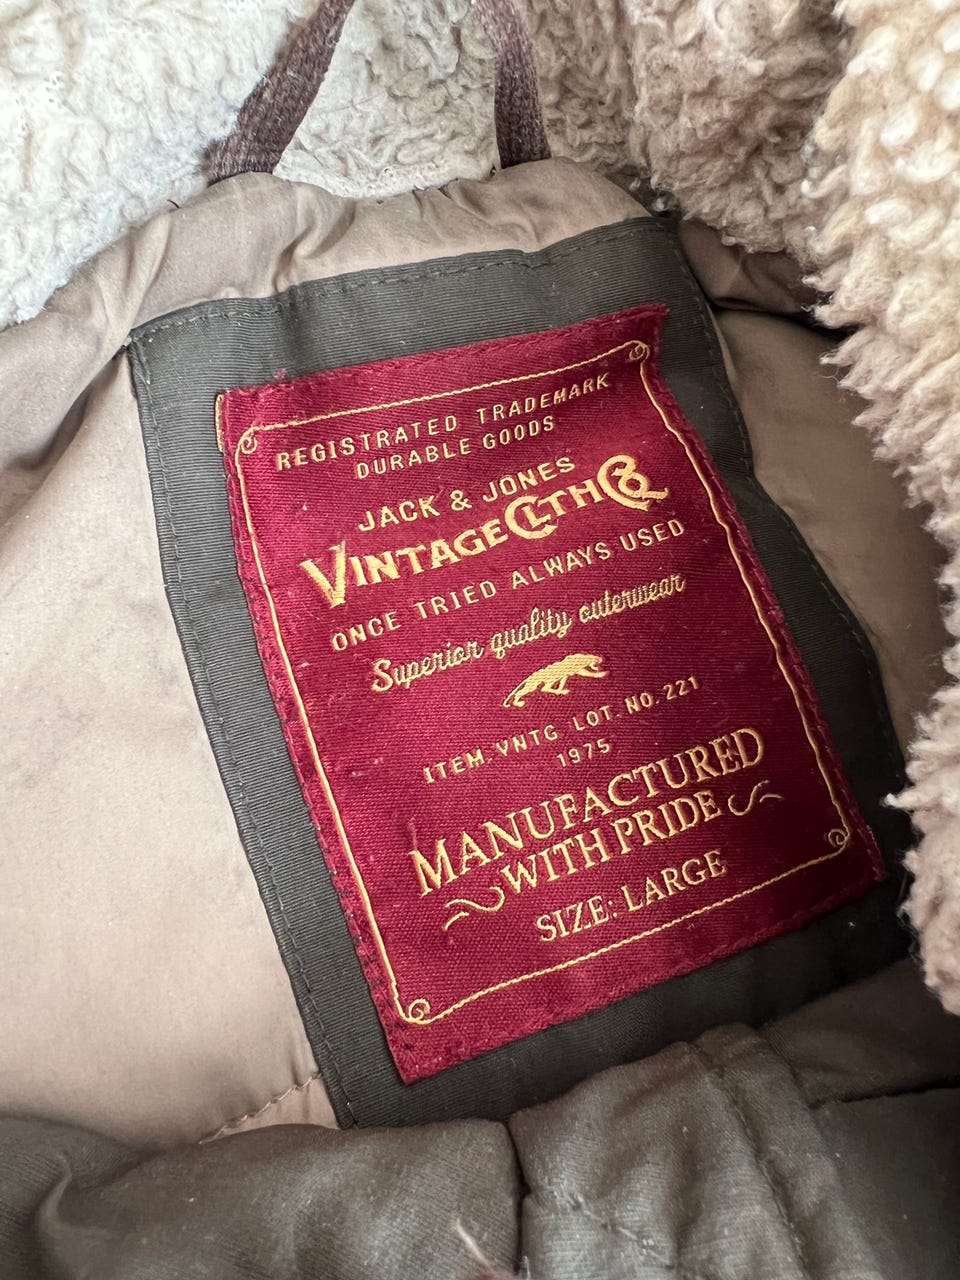 REGISTRATED TRADEMARK
DURABLE GOODS
JACK & JONES
VINTAGE CLTH CO
ONCE TRIED ALWAYS USED
Superior quality outerwear
ITEM. VNTG LOT. NO. 221
1975
MANUFACTURED
WITH PRIDE
SIZE: LARGE